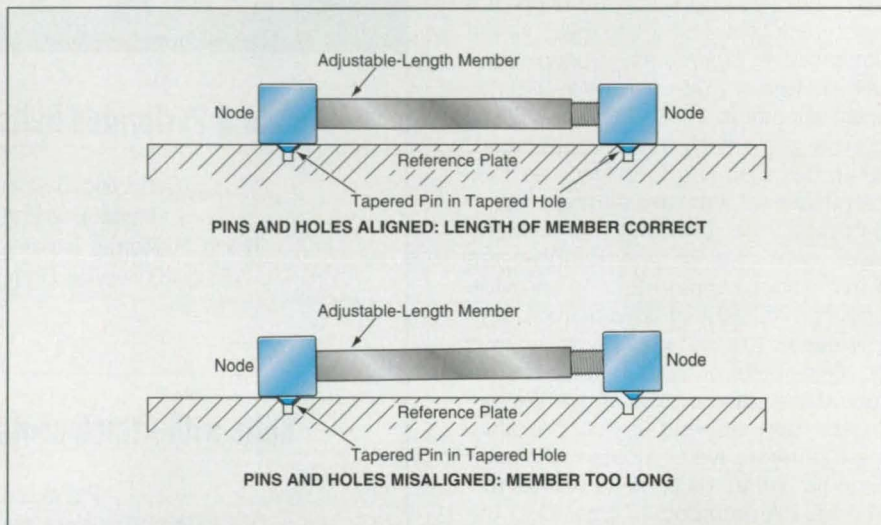 Adjustable-Length Member
Node
Node
Reference Plate
Tapered Pin in Tapered Hole
PINS AND HOLES ALIGNED: LENGTH OF MEMBER CORRECT
Adjustable-Length Member
Node
Node
Reference Plate
Tapered Pin in Tapered Hole
PINS AND HOLES MISALIGNED: MEMBER TOO LONG